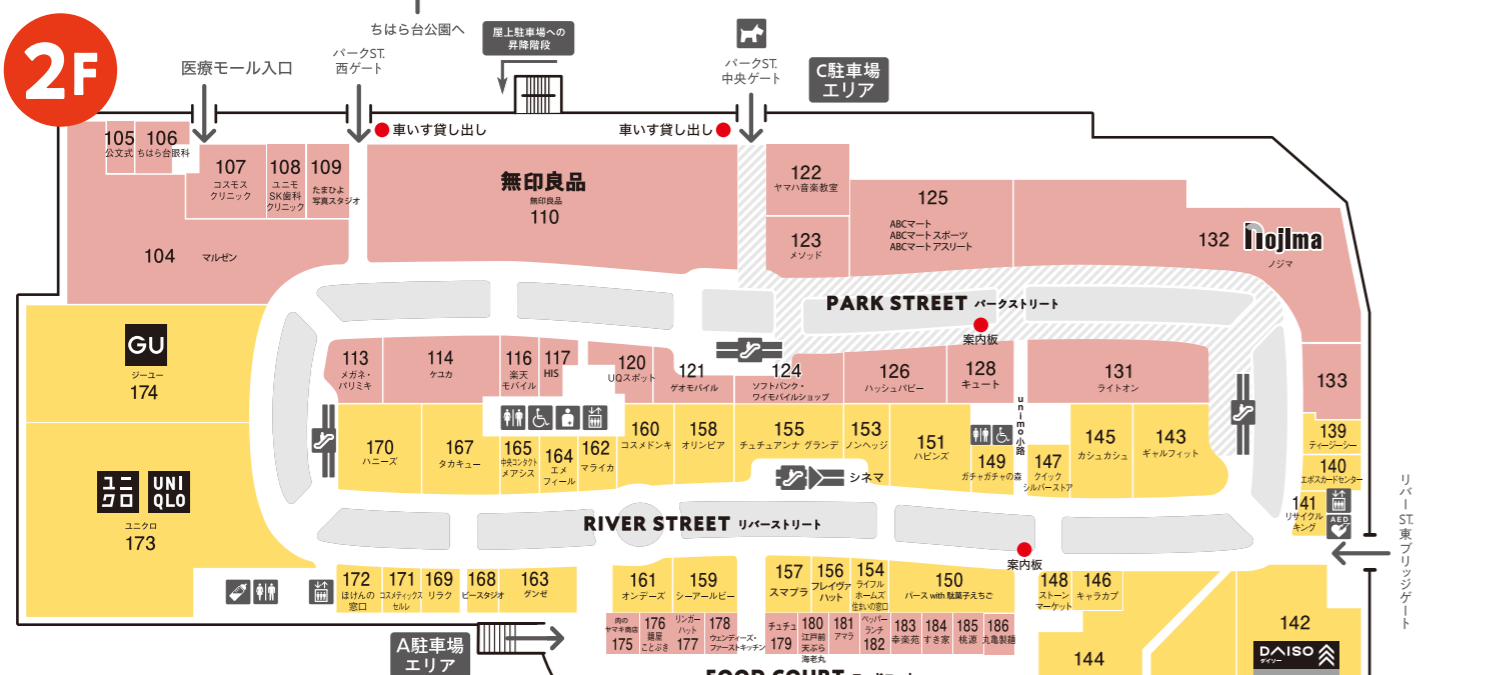 2F
ちはら台公園へ
屋上駐車場への
昇降階段
医療モール入口
パークST.
西ゲート
パークST.
中央ゲート
C駐車場
エリア
車いす貸し出し
車いす貸し出し
105
公文式
106
ちはら台眼科
107
コスモス
クリニック
108
ユニモ
SK歯科
クリニック
109
たまひよ
写真スタジオ
104 マルゼン
無印良品
無印良品
110
122
ヤマハ音楽教室
123
メソッド
125
ABCマート
ABCマートスポーツ
ABCマートアスリート
132 nojima
ノジマ
PARK STREET パークストリート
案内板
GU
ジーユー
174
113
メガネ・
パリミキ
114
ケユカ
116
楽天
モバイル
117
HIS
120
UQスポット
121
ゲオモバイル
124
ソフトバンク・
ワイモバイルショップ
126
ハッシュパピー
128
キュート
131
ライトオン
133
unimo小路
170
ハニーズ
167
タカキュー
165
中央コンタクト
メアシス
164
エメ
フィール
162
マライカ
160
コスメドンキ
158
オリンピア
155
チュチュアンナ グランデ
153
ノンヘッジ
151
ハピンズ
149
ガチャガチャの森
147
クイック
シルバーストア
145
カシュカシュ
143
ギャルフィット
139
ティージーシー
140
エポスカードセンター
141
リサイクル
キング
AED
シネマ
ユニ
クロ
UNI
QLO
ユニクロ
173
RIVER STREET リバーストリート
案内板
リバーST.東ブリッジゲート
172
ほけんの
窓口
171
コスメティックス
セルレ
169
リラク
168
ビースタジオ
163
グンゼ
161
オンデーズ
159
シーアールビー
157
スマプラ
156
フレイヴァ
ハット
154
ライフル
ホームズ
住まいの窓口
150
バース with 駄菓子えちご
148
ストーン
マーケット
146
キャラカプ
142
DAISO
ダイソー
144
肉の
ヤマキ商店
175
176
麺屋
ことぶき
リンガー
ハット
177
178
ウェンディーズ・
ファーストキッチン
チュチュ
179
180
江戸前
天ぷら
海老丸
181
アマラ
ペッパー
ランチ
182
183
幸楽苑
184
すき家
185
桃源
186
丸亀製麺
A駐車場
エリア
FOOD COURT